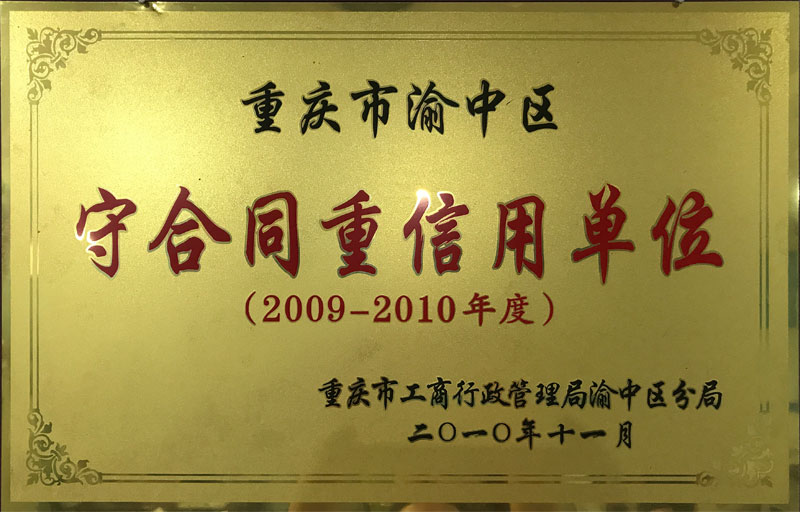 重庆市渝中区
守合同重信用单位
（2009-2010年度）
重庆市工商行政管理局渝中区分局
二〇一〇年十一月